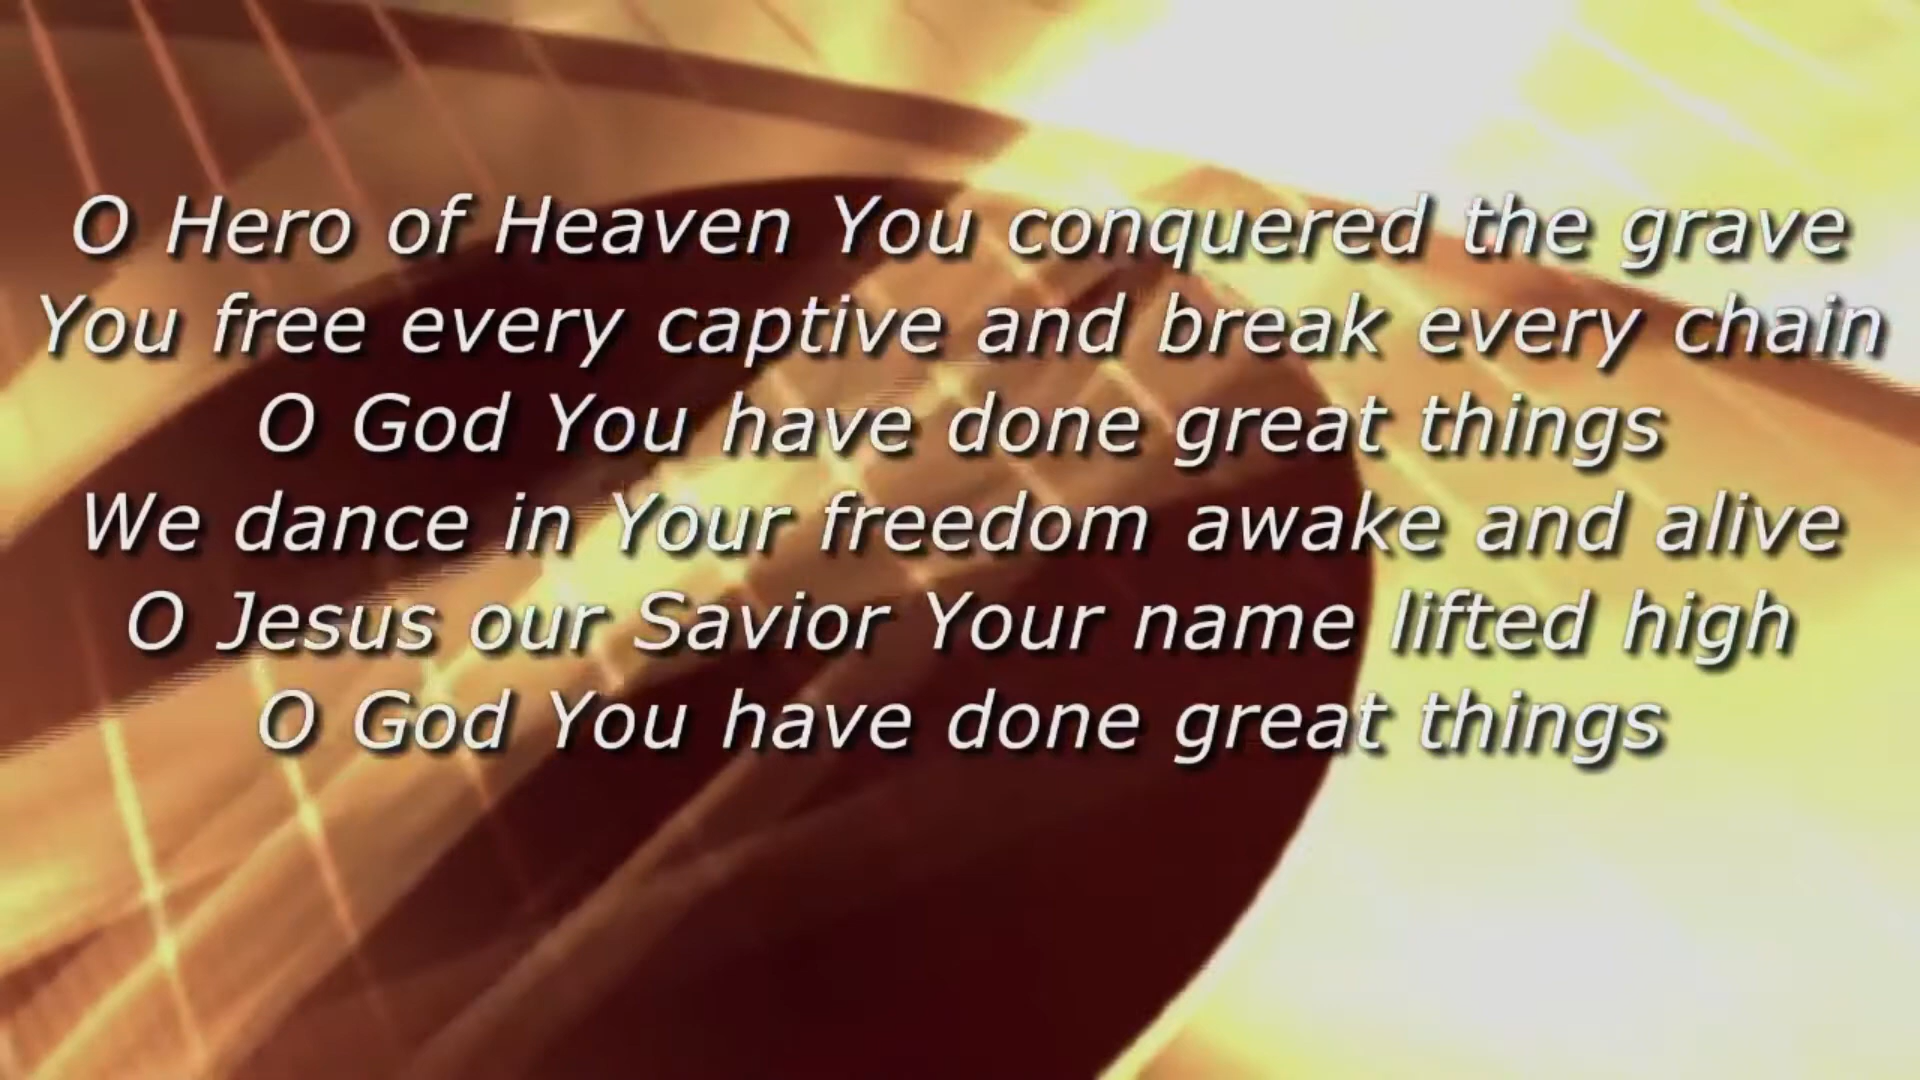 O Hero of Heaven You conquered the grave
You free every captive and break every chain
O God You have done great things
We dance in Your freedom awake and alive
O Jesus our Savior Your name lifted high
O God You have done great things